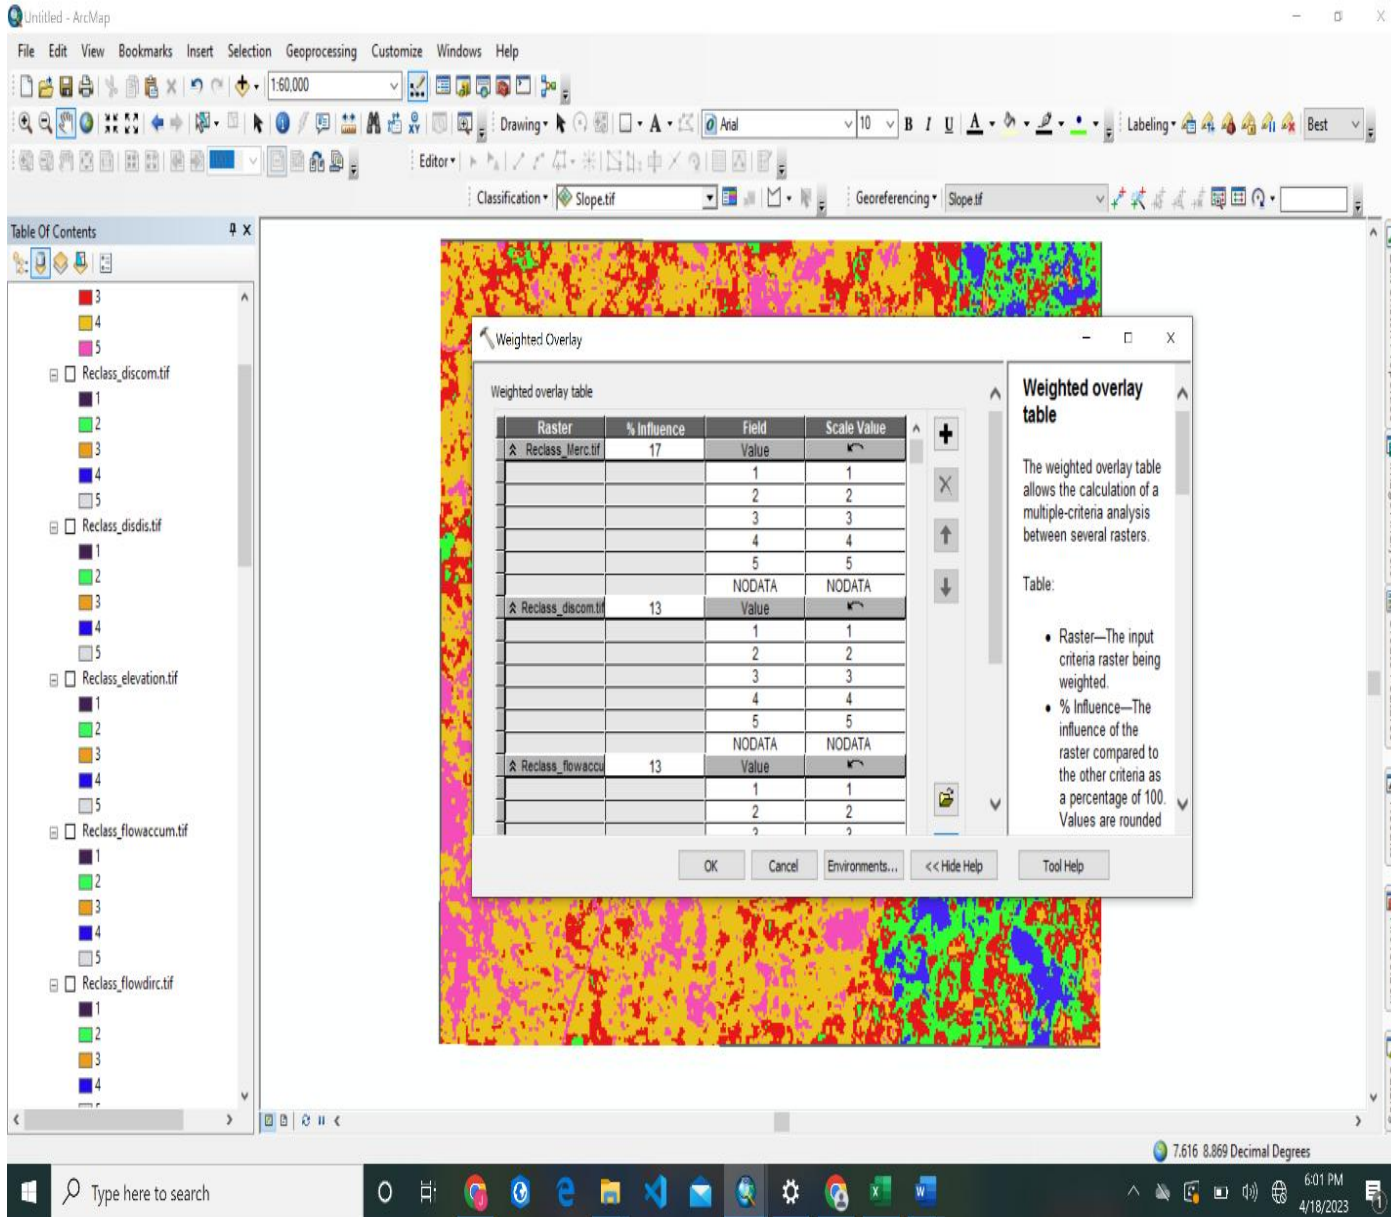 Untitled - ArcMap
File Edit View Bookmarks Insert Selection Geoprocessing Customize Windows Help
1:60,000
Drawing A Arial 10 B I U A Labeling Best
Editor
Classification Slope.tif Georeferencing Slope.tif
Table Of Contents
3
4
5
Reclass_discom.tif
1
2
3
4
5
Reclass_disdis.tif
1
2
3
4
5
Reclass_elevation.tif
1
2
3
4
5
Reclass_flowaccum.tif
1
2
3
4
5
Reclass_flowdirc.tif
1
2
3
4
Weighted Overlay
Weighted overlay table
Raster % Influence Field Scale Value
Reclass_Merc.tif 17 Value
1 1
2 2
3 3
4 4
5 5
NODATA NODATA
Reclass_discom.tif 13 Value
1 1
2 2
3 3
4 4
5 5
NODATA NODATA
Reclass_flowaccu 13 Value
1 1
2 2
3 3
OK Cancel Environments... << Hide Help Tool Help
Weighted overlay
table
The weighted overlay table
allows the calculation of a
multiple-criteria analysis
between several rasters.
Table:
• Raster—The input
criteria raster being
weighted.
• % Influence—The
influence of the
raster compared to
the other criteria as
a percentage of 100.
Values are rounded
7.616 8.869 Decimal Degrees
Type here to search
6:01 PM
4/18/2023